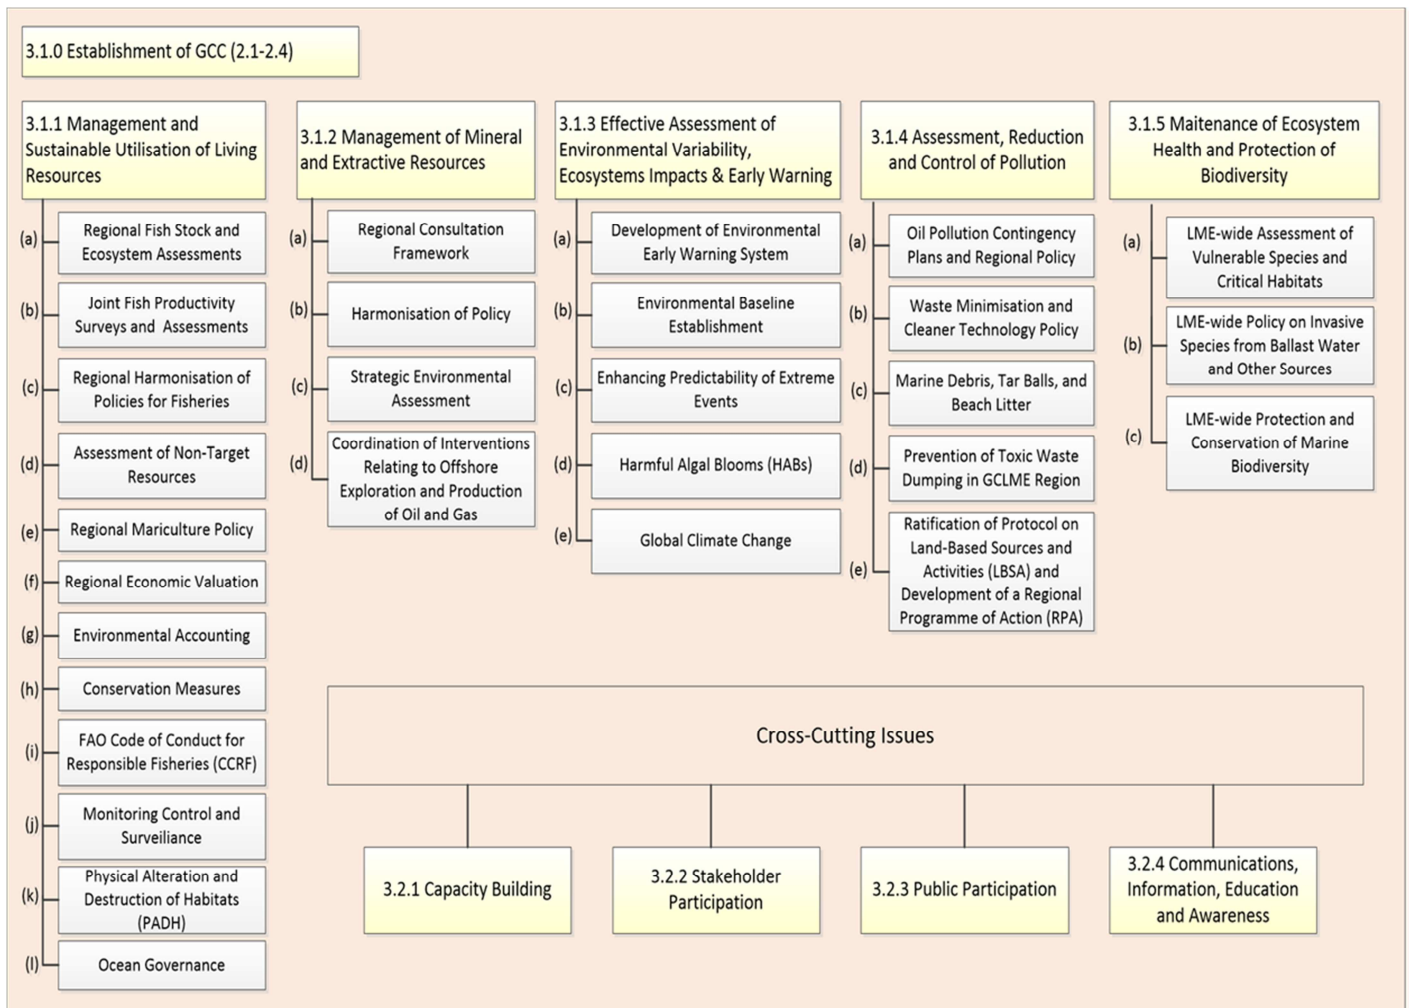 3.1.0 Establishment of GCC (2.1-2.4)
3.1.1 Management and
Sustainable Utilisation of Living
Resources
(a)
Regional Fish Stock and
Ecosystem Assessments
(b)
Joint Fish Productivity
Surveys and Assessments
(c)
Regional Harmonisation of
Policies for Fisheries
(d)
Assessment of Non-Target
Resources
(e)
Regional Mariculture Policy
(f)
Regional Economic Valuation
(g)
Environmental Accounting
(h)
Conservation Measures
(i)
FAO Code of Conduct for
Responsible Fisheries (CCRF)
(j)
Monitoring Control and
Surveiliance
(k)
Physical Alteration and
Destruction of Habitats
(PADH)
(l)
Ocean Governance
3.1.2 Management of Mineral
and Extractive Resources
(a)
Regional Consultation
Framework
(b)
Harmonisation of Policy
(c)
Strategic Environmental
Assessment
(d)
Coordination of Interventions
Relating to Offshore
Exploration and Production
of Oil and Gas
3.1.3 Effective Assessment of
Environmental Variability,
Ecosystems Impacts & Early Warning
(a)
Development of Environmental
Early Warning System
(b)
Environmental Baseline
Establishment
(c)
Enhancing Predictability of Extreme
Events
(d)
Harmful Algal Blooms (HABs)
(e)
Global Climate Change
3.1.4 Assessment, Reduction
and Control of Pollution
(a)
Oil Pollution Contingency
Plans and Regional Policy
(b)
Waste Minimisation and
Cleaner Technology Policy
(c)
Marine Debris, Tar Balls, and
Beach Litter
(d)
Prevention of Toxic Waste
Dumping in GCLME Region
(e)
Ratification of Protocol on
Land-Based Sources and
Activities (LBSA) and
Development of a Regional
Programme of Action (RPA)
3.1.5 Maitenance of Ecosystem
Health and Protection of
Biodiversity
(a)
LME-wide Assessment of
Vulnerable Species and
Critical Habitats
(b)
LME-wide Policy on Invasive
Species from Ballast Water
and Other Sources
(c)
LME-wide Protection and
Conservation of Marine
Biodiversity
Cross-Cutting Issues
3.2.1 Capacity Building
3.2.2 Stakeholder
Participation
3.2.3 Public Participation
3.2.4 Communications,
Information, Education
and Awareness